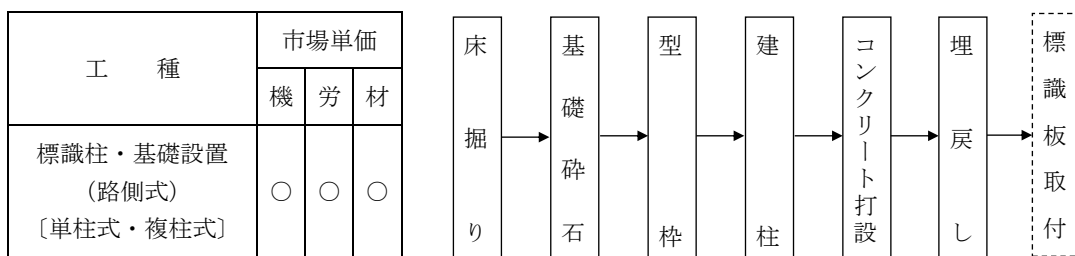 工 種
市場単価
機 労 材
標識柱・基礎設置
(路側式)
〔単柱式・複柱式〕
○ ○ ○
床掘り
基礎砕石
型枠
建柱
コンクリート打設
埋戻し
標識板取付